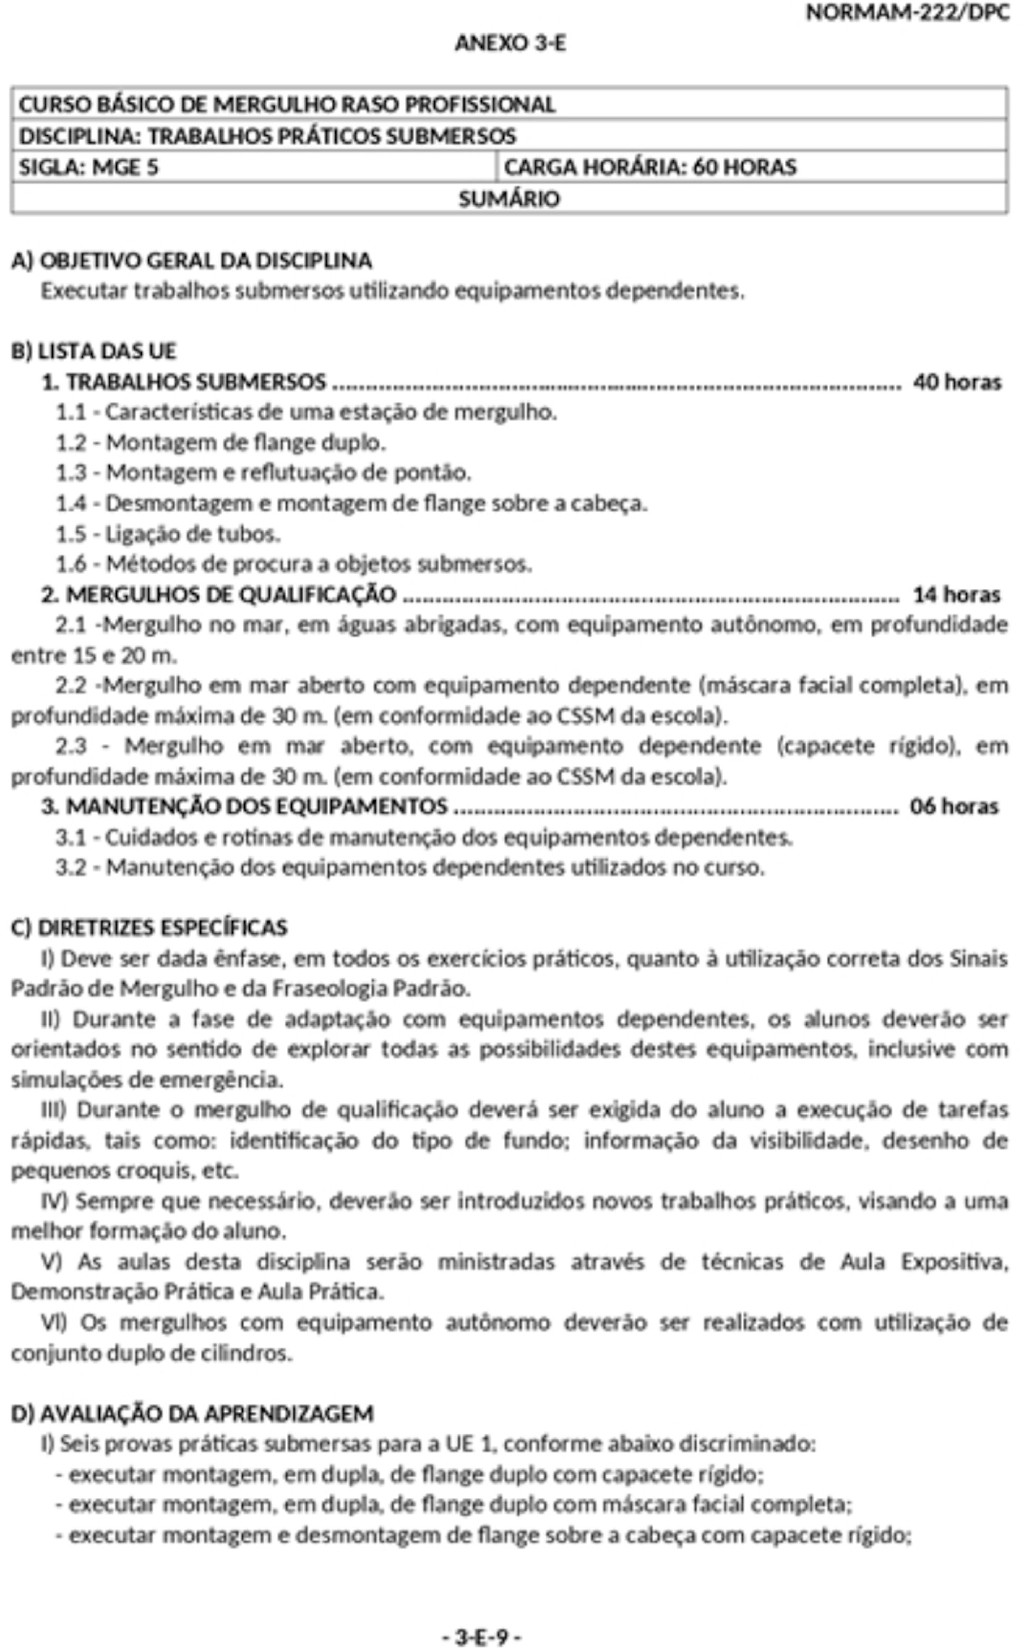 NORMAM-222/DPC
ANEXO 3-E
CURSO BÁSICO DE MERGULHO RASO PROFISSIONAL
DISCIPLINA: TRABALHOS PRÁTICOS SUBMERSOS
SIGLA: MGE 5 CARGA HORÁRIA: 60 HORAS
SUMÁRIO
A) OBJETIVO GERAL DA DISCIPLINA
Executar trabalhos submersos utilizando equipamentos dependentes.
B) LISTA DAS UE
1. TRABALHOS SUBMERSOS ........................................................................................ 40 horas
1.1 - Características de uma estação de mergulho.
1.2 - Montagem de flange duplo.
1.3 - Montagem e reflutuação de pontão.
1.4 - Desmontagem e montagem de flange sobre a cabeça.
1.5 - Ligação de tubos.
1.6 - Métodos de procura a objetos submersos.
2. MERGULHOS DE QUALIFICAÇÃO ............................................................................. 14 horas
2.1 -Mergulho no mar, em águas abrigadas, com equipamento autônomo, em profundidade
entre 15 e 20 m.
2.2 -Mergulho em mar aberto com equipamento dependente (máscara facial completa), em
profundidade máxima de 30 m. (em conformidade ao CSSM da escola).
2.3 - Mergulho em mar aberto, com equipamento dependente (capacete rígido), em
profundidade máxima de 30 m. (em conformidade ao CSSM da escola).
3. MANUTENÇÃO DOS EQUIPAMENTOS ..................................................................... 06 horas
3.1 - Cuidados e rotinas de manutenção dos equipamentos dependentes.
3.2 - Manutenção dos equipamentos dependentes utilizados no curso.
C) DIRETRIZES ESPECÍFICAS
I) Deve ser dada ênfase, em todos os exercícios práticos, quanto à utilização correta dos Sinais
Padrão de Mergulho e da Fraseologia Padrão.
II) Durante a fase de adaptação com equipamentos dependentes, os alunos deverão ser
orientados no sentido de explorar todas as possibilidades destes equipamentos, inclusive com
simulações de emergência.
III) Durante o mergulho de qualificação deverá ser exigida do aluno a execução de tarefas
rápidas, tais como: identificação do tipo de fundo; informação da visibilidade, desenho de
pequenos croquis, etc.
IV) Sempre que necessário, deverão ser introduzidos novos trabalhos práticos, visando a uma
melhor formação do aluno.
V) As aulas desta disciplina serão ministradas através de técnicas de Aula Expositiva,
Demonstração Prática e Aula Prática.
VI) Os mergulhos com equipamento autônomo deverão ser realizados com utilização de
conjunto duplo de cilindros.
D) AVALIAÇÃO DA APRENDIZAGEM
I) Seis provas práticas submersas para a UE 1, conforme abaixo discriminado:
- executar montagem, em dupla, de flange duplo com capacete rígido;
- executar montagem, em dupla, de flange duplo com máscara facial completa;
- executar montagem e desmontagem de flange sobre a cabeça com capacete rígido;
- 3-E-9 -